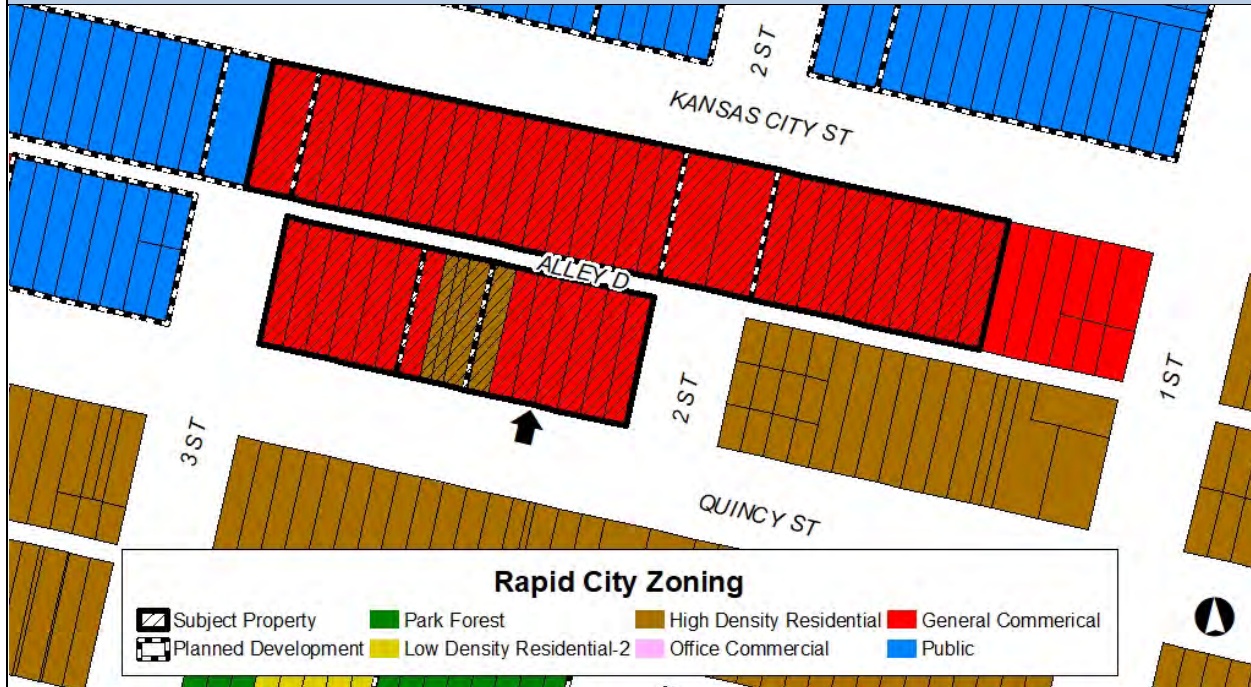 2 ST
KANSAS CITY ST
ALLEY D
2 ST
1 ST
3 ST
QUINCY ST
Rapid City Zoning
Subject Property
Park Forest
High Density Residential
General Commerical
Planned Development
Low Density Residential-2
Office Commercial
Public